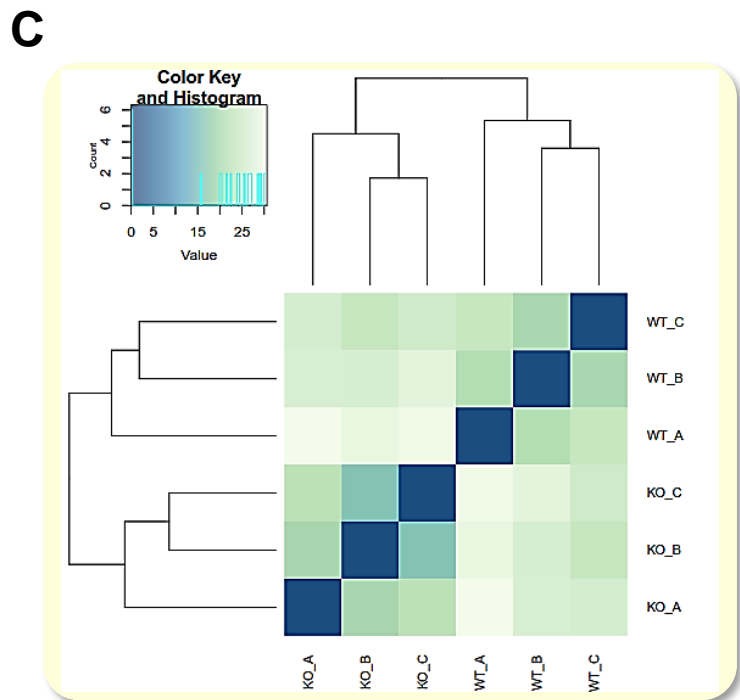 C
Color Key
and Histogram
Count
0 2 4 6
0 5 15 25
Value
WT_C
WT_B
WT_A
KO_C
KO_B
KO_A
KO_A KO_B KO_C WT_A WT_B WT_C